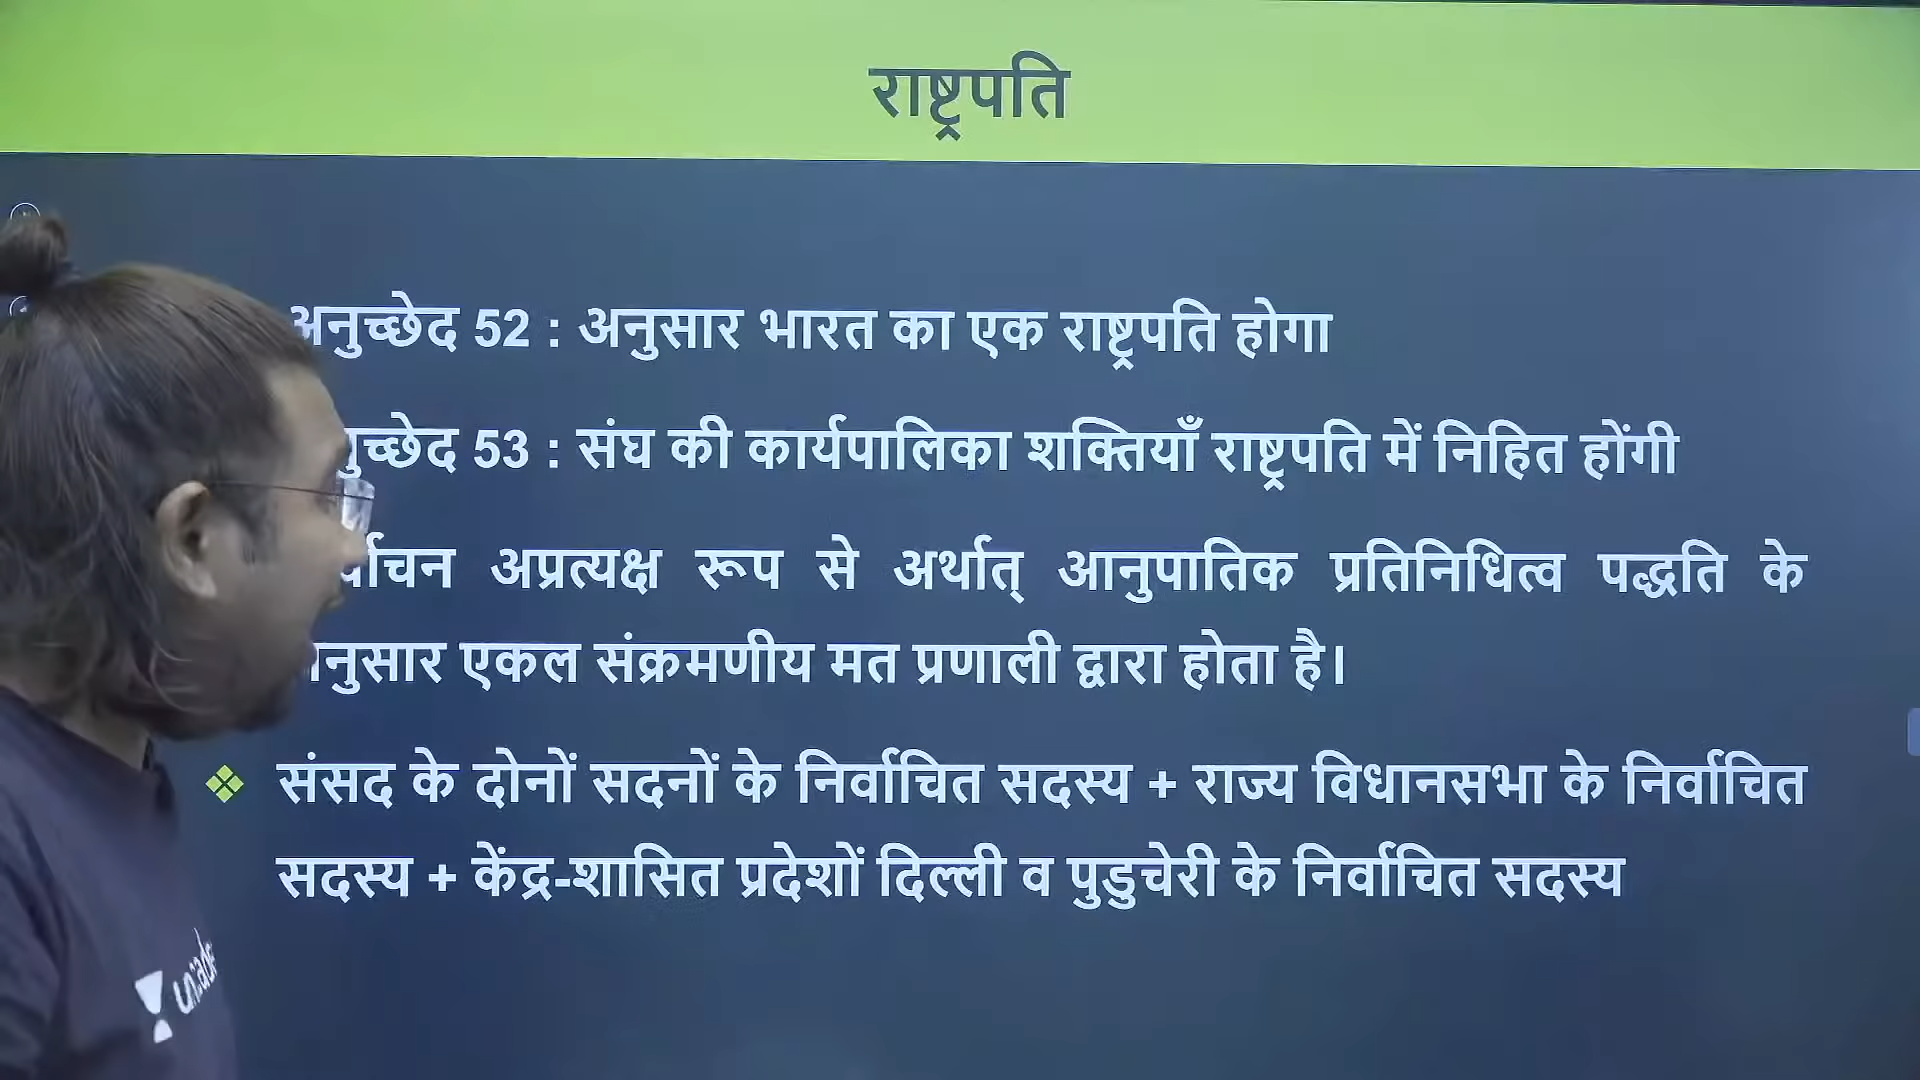 राष्ट्रपति
अनुच्छेद 52 : अनुसार भारत का एक राष्ट्रपति होगा
53 : संघ की कार्यपालिका शक्तियाँ राष्ट्रपति में निहित होंगी
अप्रत्यक्ष रूप से अर्थात् आनुपातिक प्रतिनिधित्व पद्धति के
एकल संक्रमणीय मत प्रणाली द्वारा होता है।
संसद के दोनों सदनों के निर्वाचित सदस्य + राज्य विधानसभा के निर्वाचित
सदस्य + केंद्र-शासित प्रदेशों दिल्ली व पुडुचेरी के निर्वाचित सदस्य